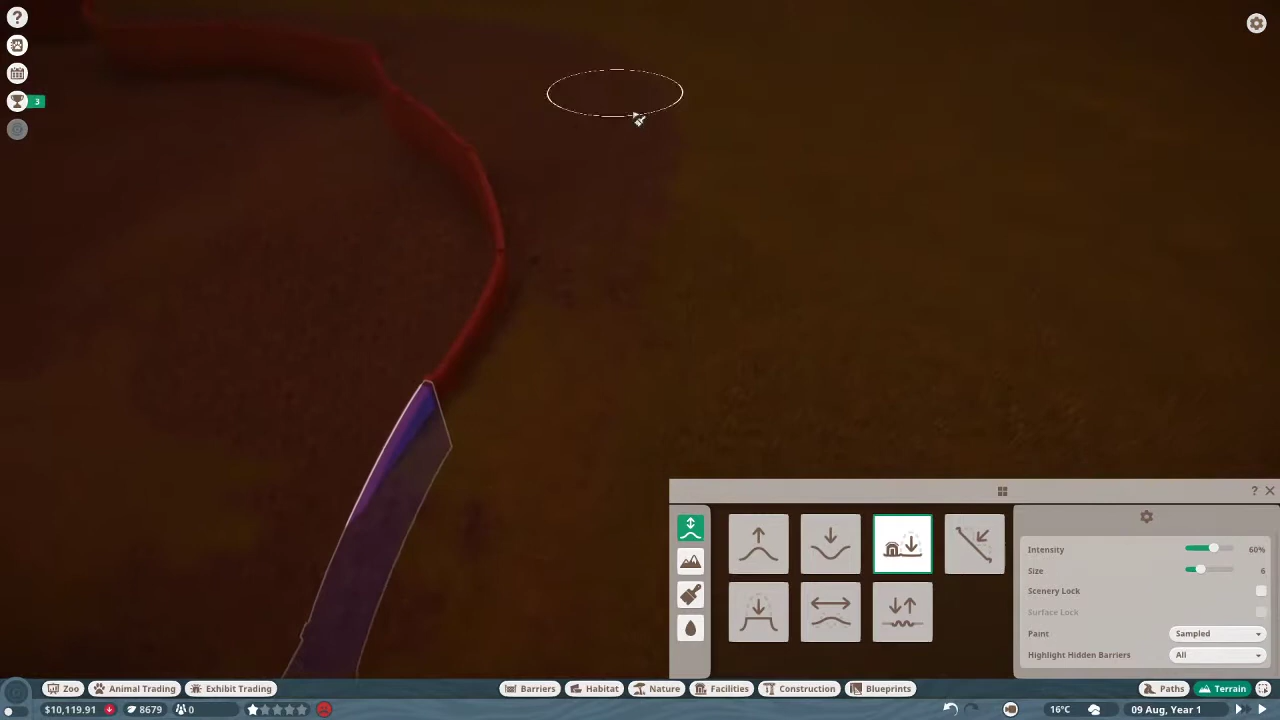 ?
3
? 
Intensity 60%
Size 6
Scenery Lock
Surface Lock
Paint Sampled
Highlight Hidden Barriers All
Zoo Animal Trading Exhibit Trading Barriers Habitat Nature Facilities Construction Blueprints Paths Terrain
$10,119.91 8679 0 16°C 09 Aug, Year 1